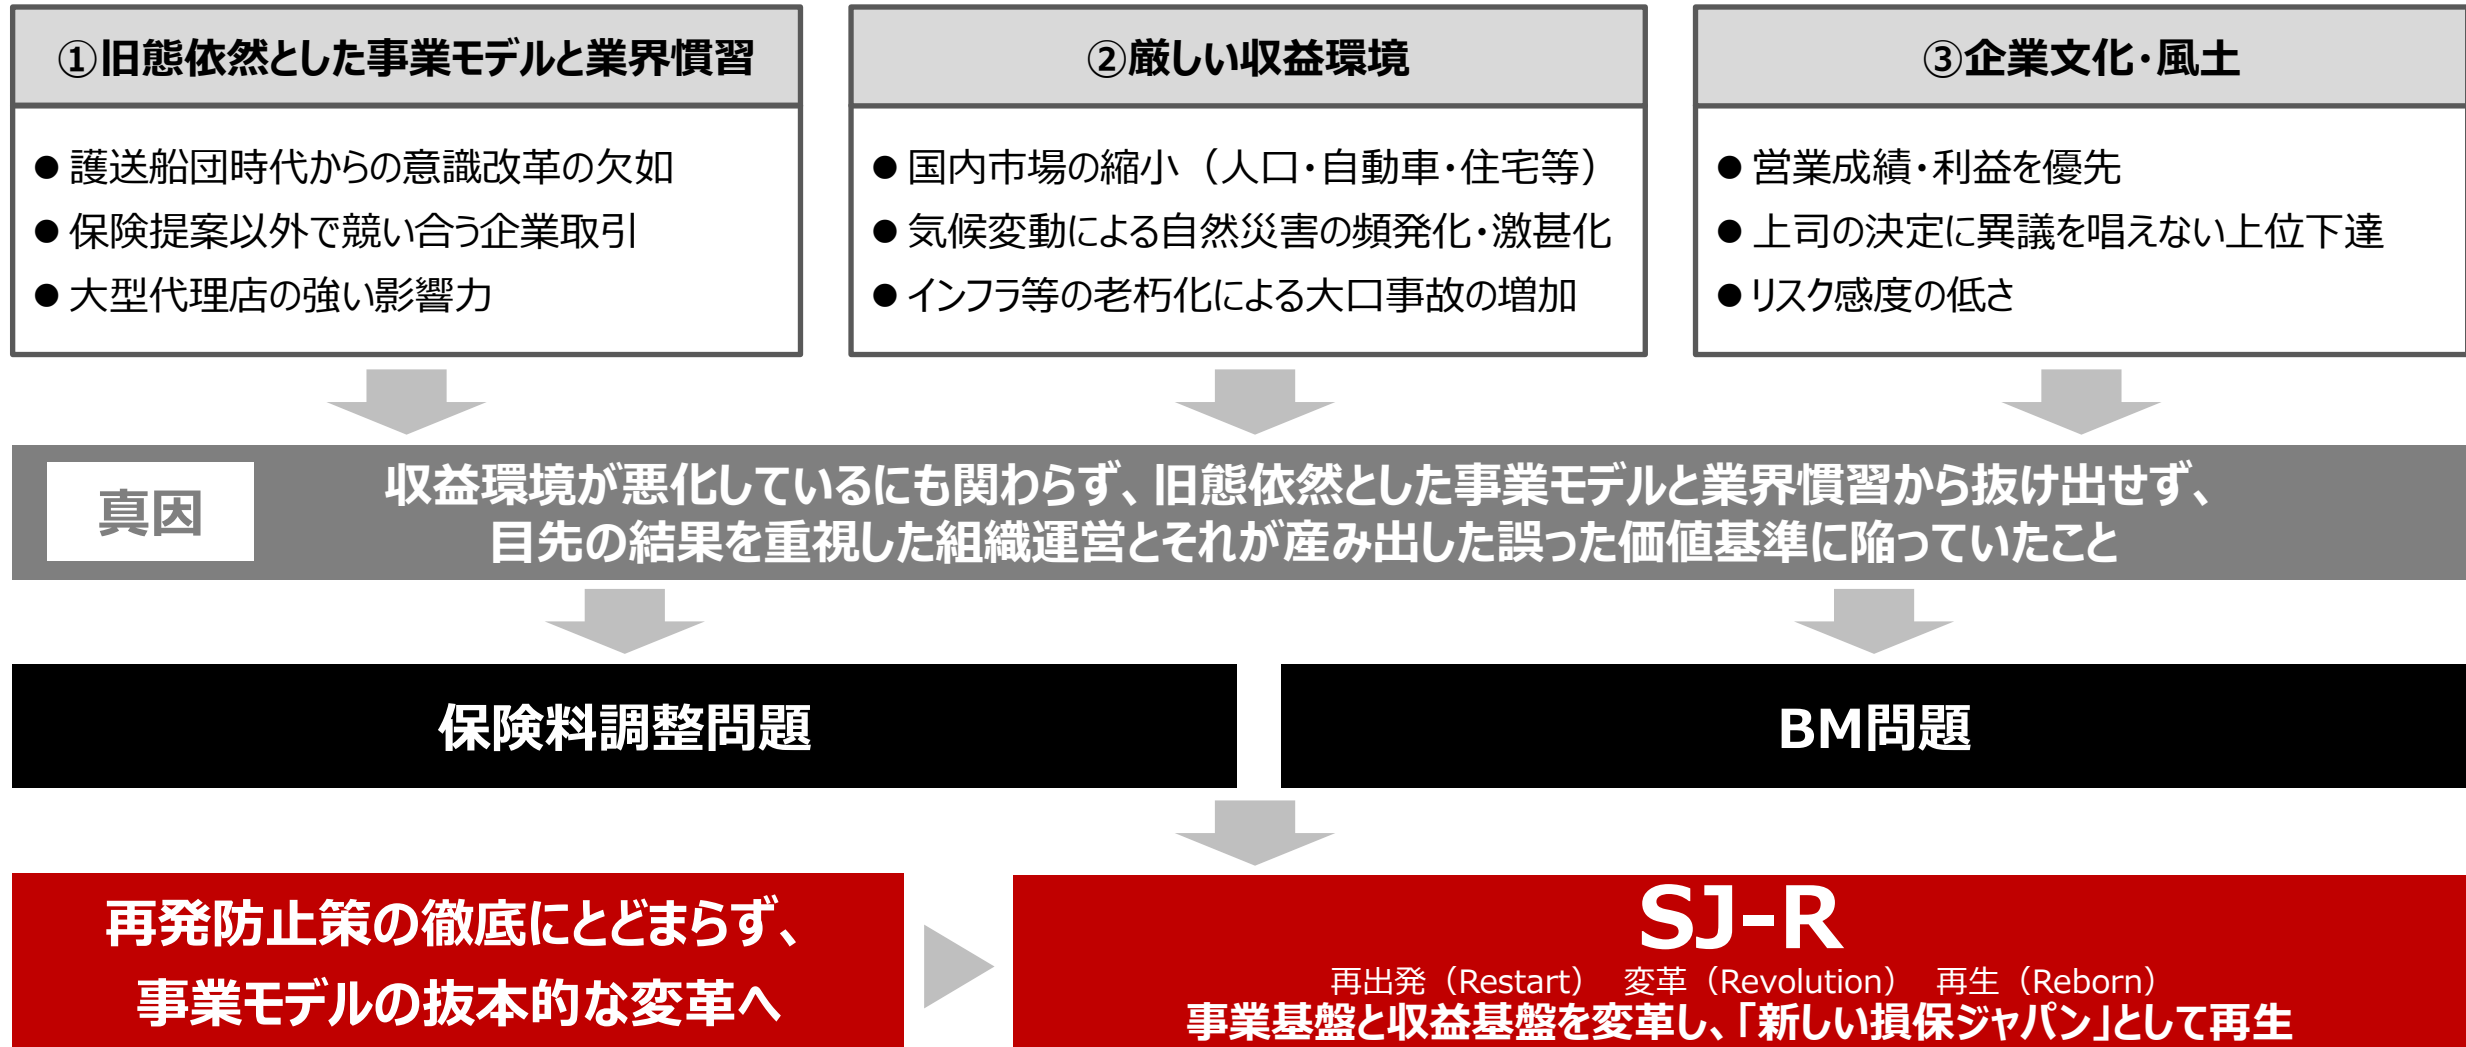 ①旧態依然とした事業モデルと業界慣習
●護送船団時代からの意識改革の欠如
●保険提案以外で競い合う企業取引
●大型代理店の強い影響力
②厳しい収益環境
●国内市場の縮小（人口・自動車・住宅等）
●気候変動による自然災害の頻発化・激甚化
●インフラ等の老朽化による大口事故の増加
③企業文化・風土
●営業成績・利益を優先
●上司の決定に異議を唱えない上位下達
●リスク感度の低さ
真因
収益環境が悪化しているにも関わらず、旧態依然とした事業モデルと業界慣習から抜け出せず、
目先の結果を重視した組織運営とそれが産み出した誤った価値基準に陥っていたこと
保険料調整問題
BM問題
再発防止策の徹底にとどまらず、
事業モデルの抜本的な変革へ
SJ-R
再出発（Restart） 変革（Revolution） 再生（Reborn）
事業基盤と収益基盤を変革し、「新しい損保ジャパン」として再生